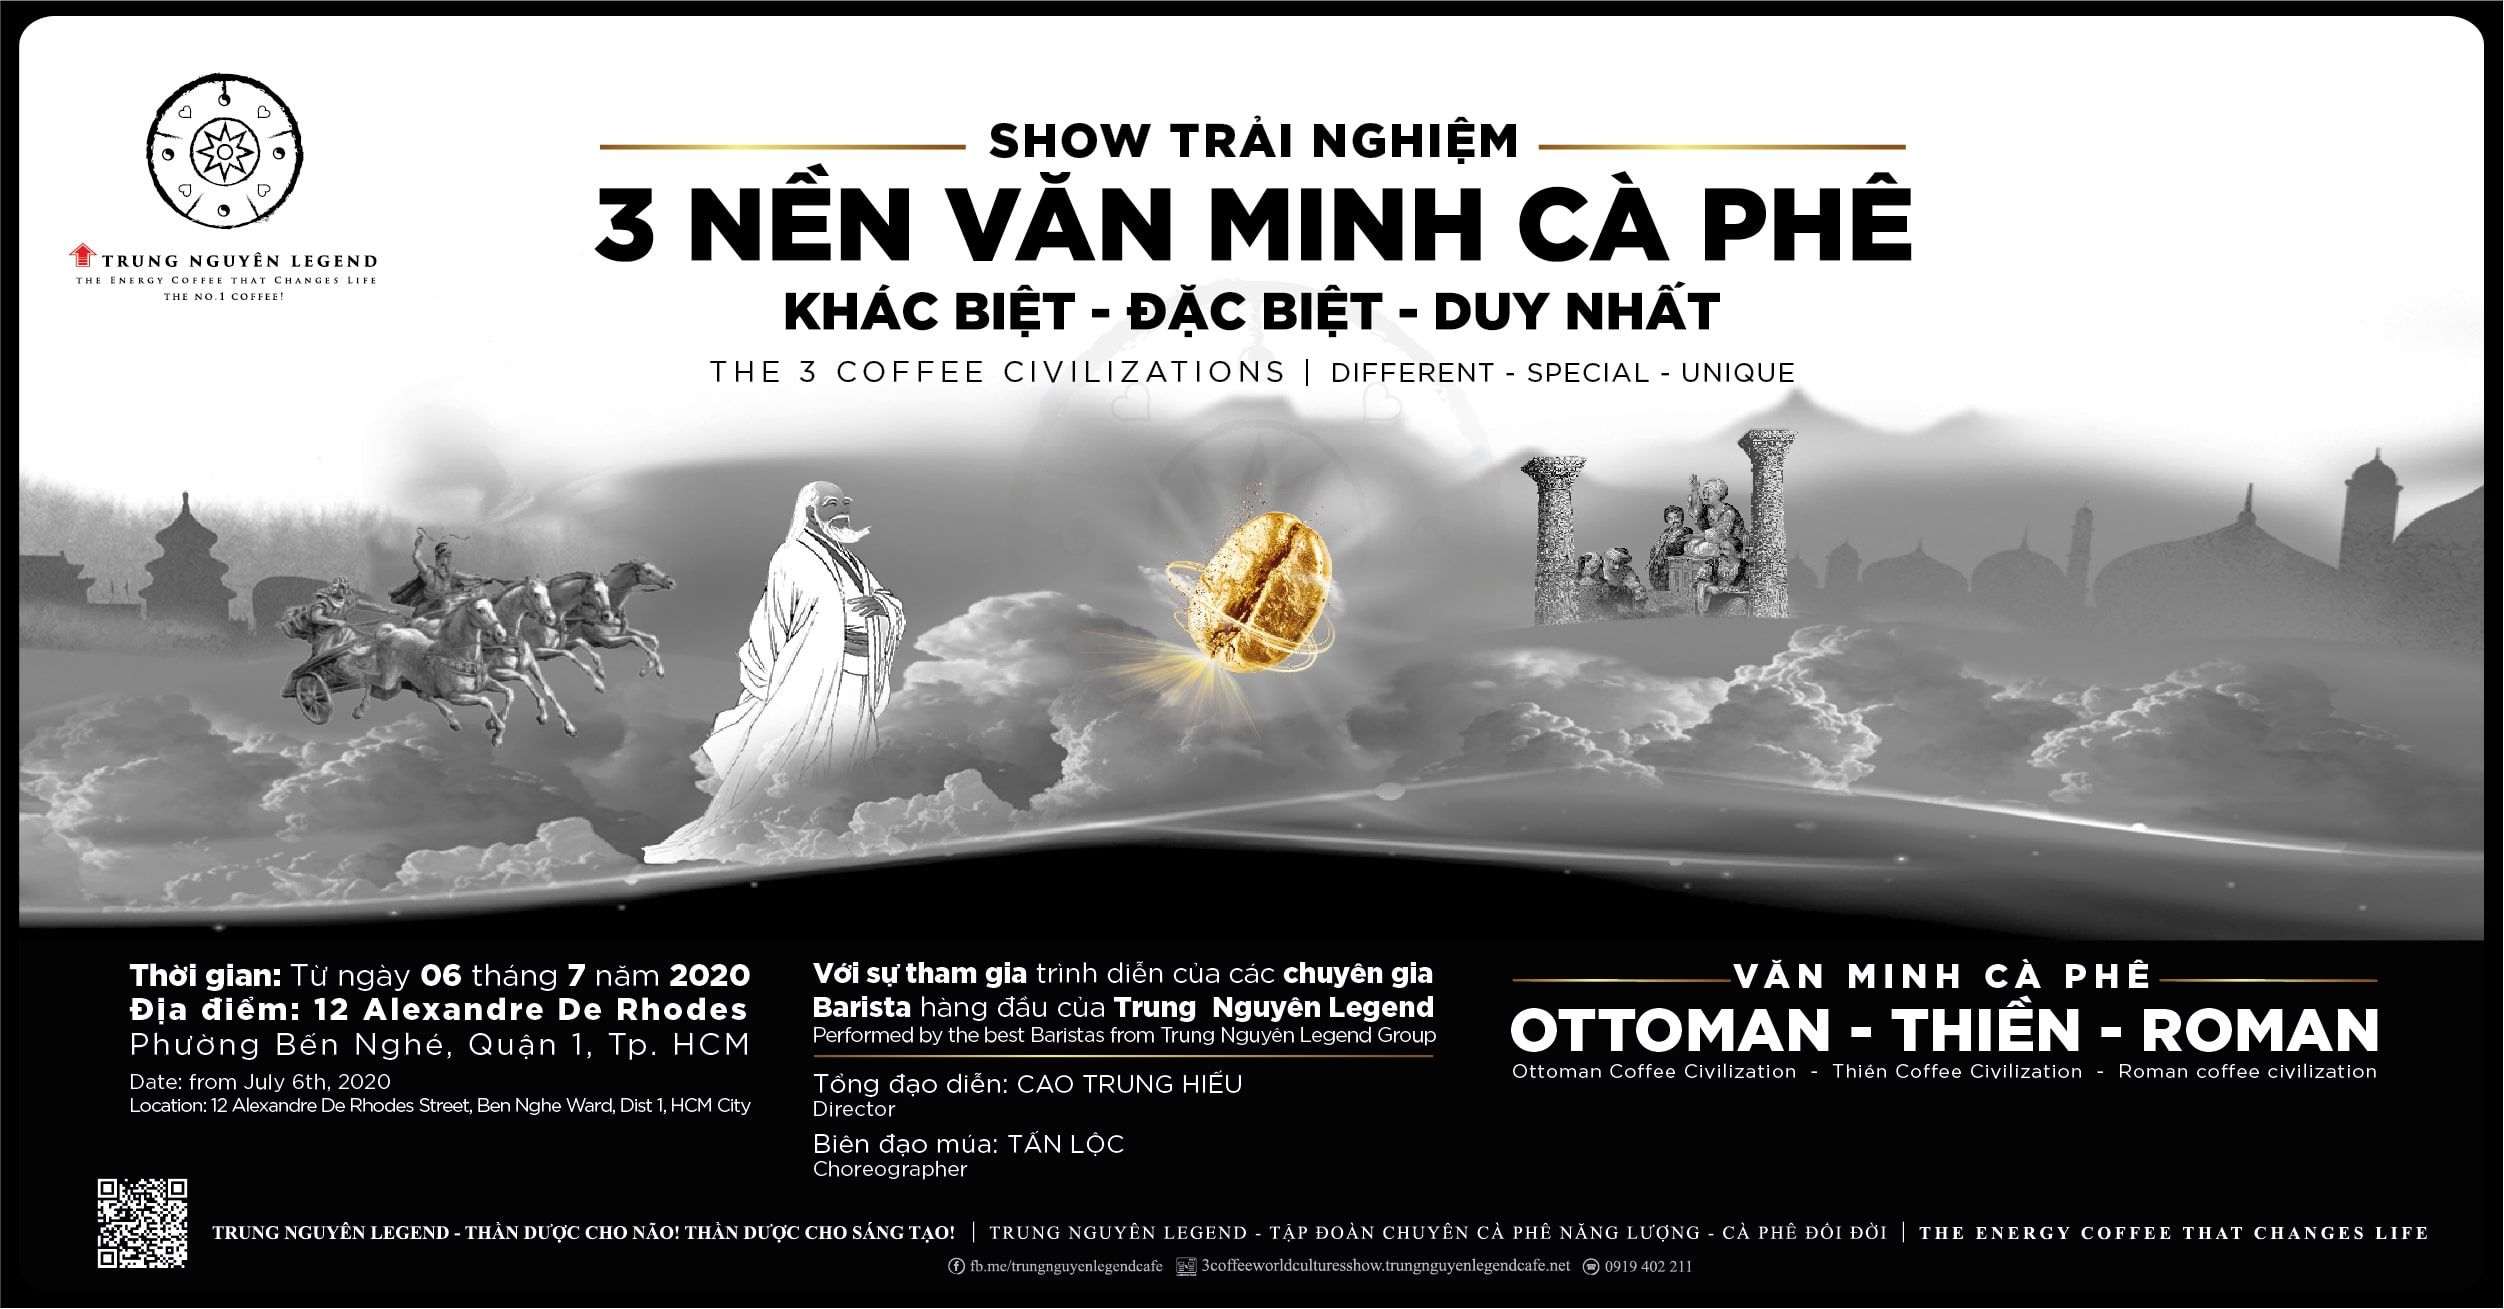 TRUNG NGUYÊN LEGEND
THE ENERGY COFFEE THAT CHANGES LIFE
THE NO.1 COFFEE!
SHOW TRẢI NGHIỆM
3 NỀN VĂN MINH CÀ PHÊ
KHÁC BIỆT - ĐẶC BIỆT - DUY NHẤT
THE 3 COFFEE CIVILIZATIONS | DIFFERENT - SPECIAL - UNIQUE
Thời gian: Từ ngày 06 tháng 7 năm 2020
Địa điểm: 12 Alexandre De Rhodes
Phường Bến Nghé, Quận 1, Tp. HCM
Date: from July 6th, 2020
Location: 12 Alexandre De Rhodes Street, Ben Nghe Ward, Dist 1, HCM City
Với sự tham gia trình diễn của các chuyên gia
Barista hàng đầu của Trung Nguyên Legend
Performed by the best Baristas from Trung Nguyên Legend Group
Tổng đạo diễn: CAO TRUNG HIẾU
Director
Biên đạo múa: TẤN LỘC
Choreographer
VĂN MINH CÀ PHÊ
OTTOMAN - THIỀN - ROMAN
Ottoman Coffee Civilization - Thiền Coffee Civilization - Roman coffee civilization
TRUNG NGUYÊN LEGEND - THẦN DƯỢC CHO NÃO! THẦN DƯỢC CHO SÁNG TẠO! | TRUNG NGUYÊN LEGEND - TẬP ĐOÀN CHUYÊN CÀ PHÊ NĂNG LƯỢNG - CÀ PHÊ ĐỔI ĐỜI | THE ENERGY COFFEE THAT CHANGES LIFE
fb.me/trungnguyenlegendcafe 3coffeeworldculturesshow.trungnguyenlegendcafe.net 0919 402 211